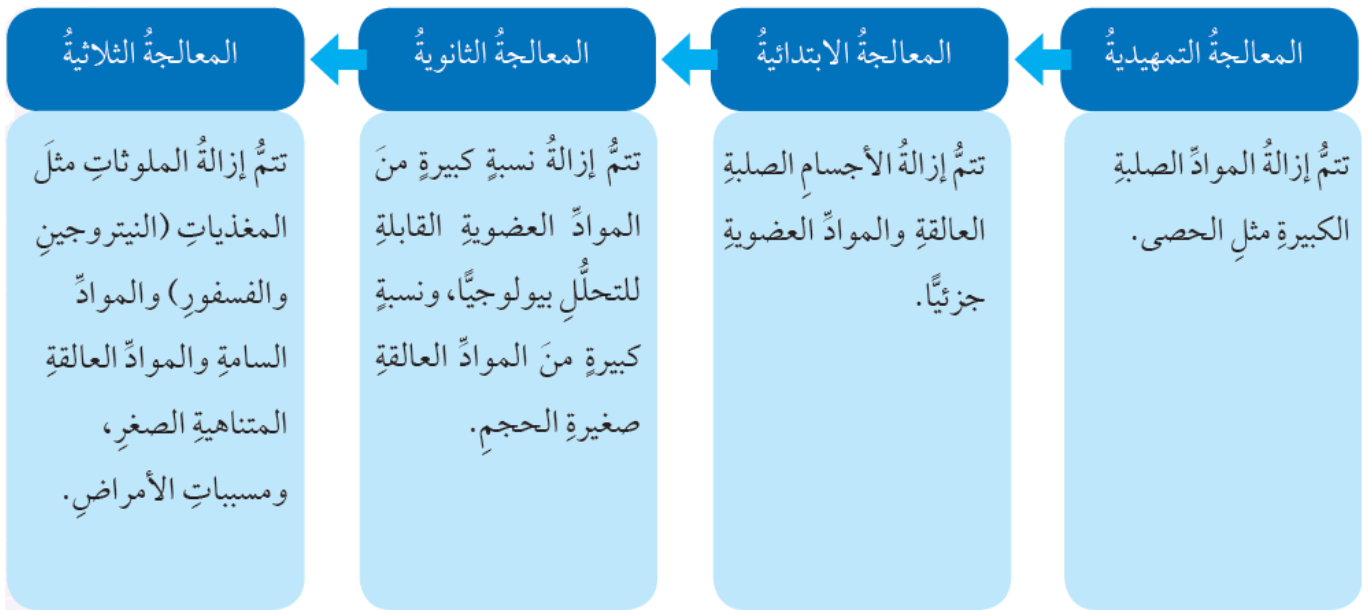 المعالجةُ التمهيديةُ
تتمُّ إزالةُ الموادِّ الصلبةِ
الكبيرةِ مثلِ الحصى.
المعالجةُ الابتدائيةُ
تتمُّ إزالةُ الأجسامِ الصلبةِ
العالقةِ والموادِّ العضويةِ
جزئيًّا.
المعالجةُ الثانويةُ
تتمُّ إزالةُ نسبةٍ كبيرةٍ منَ
الموادِّ العضويةِ القابلةِ
للتحلُّلِ بيولوجيًّا، ونسبةٍ
كبيرةٍ منَ الموادِّ العالقةِ
صغيرةِ الحجمِ.
المعالجةُ الثلاثيةُ
تتمُّ إزالةُ الملوثاتِ مثلَ
المغذياتِ (النيتروجينِ
والفسفورِ) والموادِّ
السامةِ والموادِّ العالقةِ
المتناهيةِ الصغرِ،
ومسبباتِ الأمراضِ.